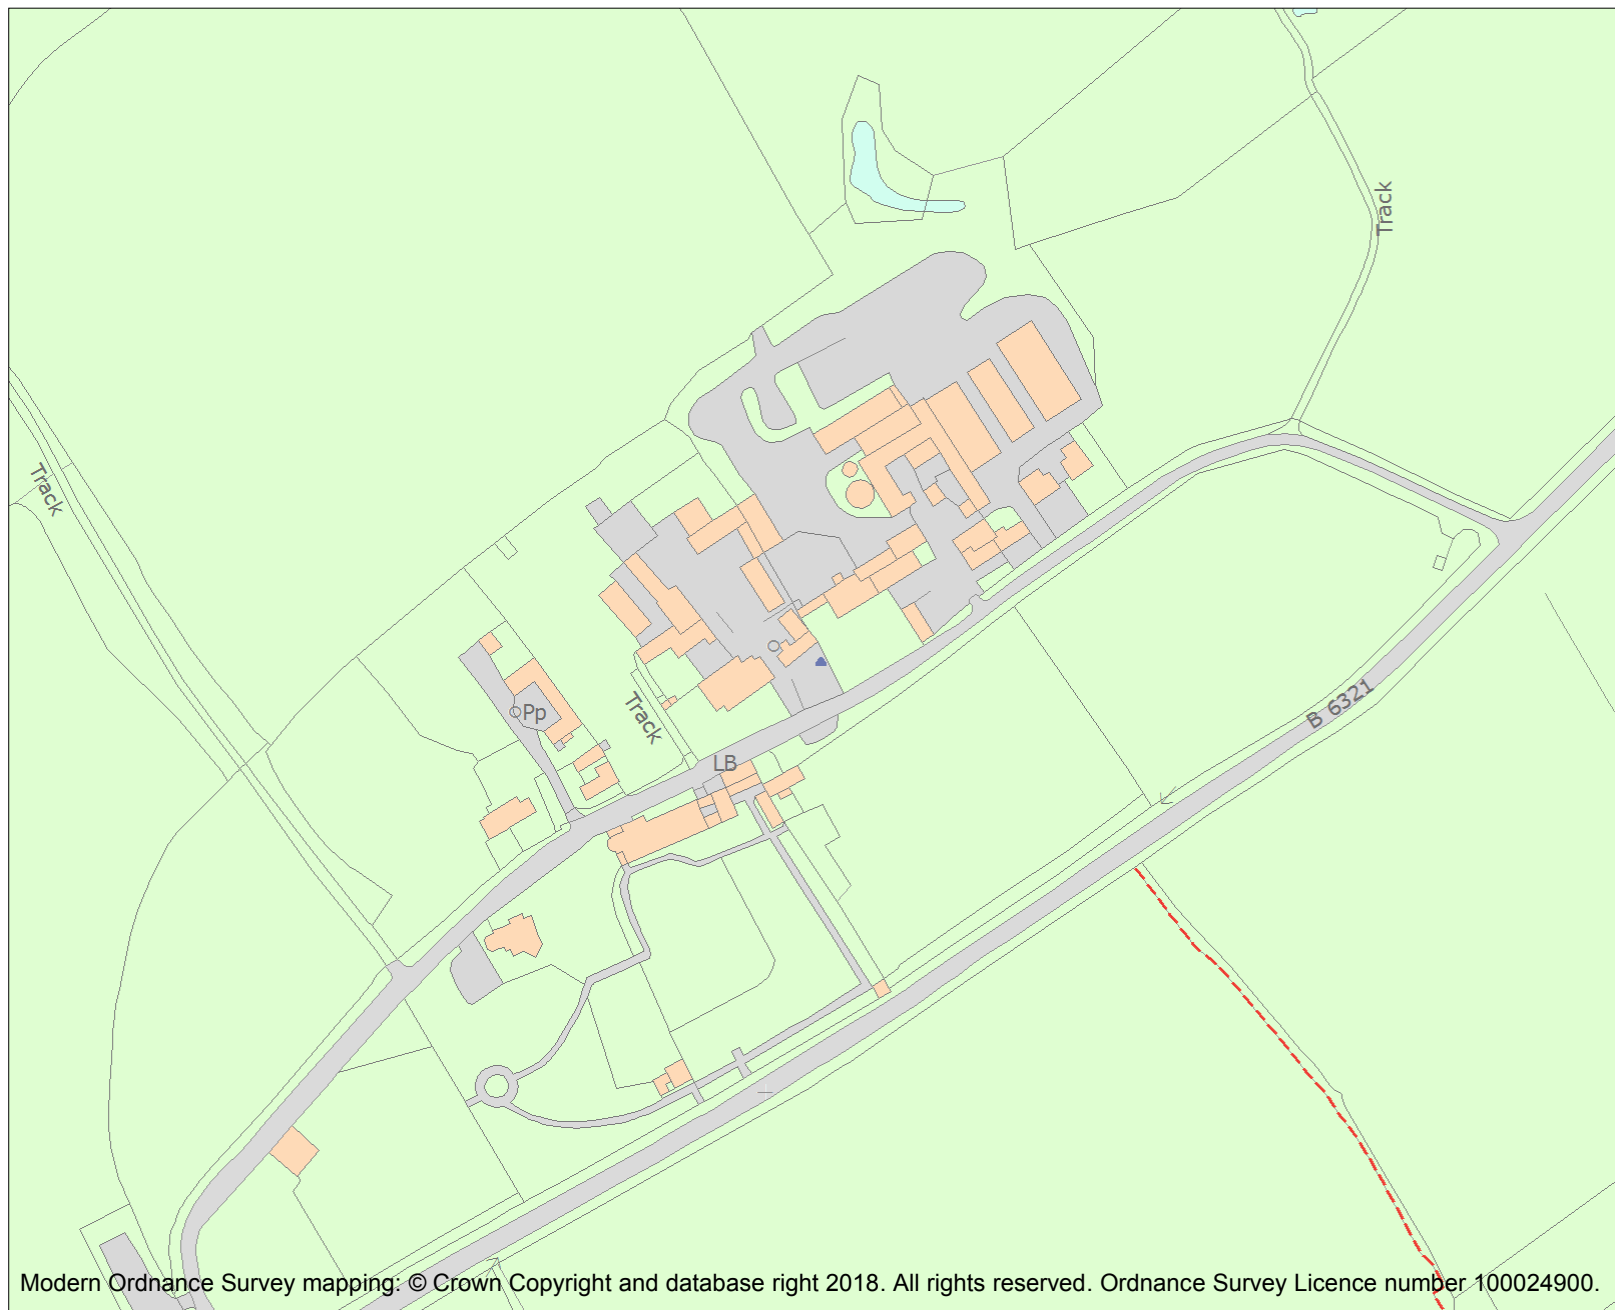 Track
Track
B 6321
Track
Pp
LB
Modern Ordnance Survey mapping: © Crown Copyright and database right 2018. All rights reserved. Ordnance Survey Licence number 100024900.